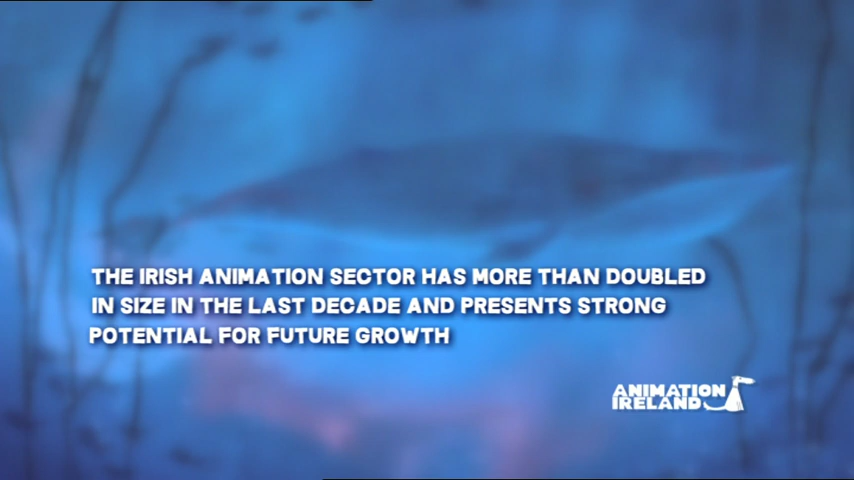 THE IRISH ANIMATION SECTOR HAS MORE THAN DOUBLED
IN SIZE IN THE LAST DECADE AND PRESENTS STRONG
POTENTIAL FOR FUTURE GROWTH
ANIMATION
IRELAND